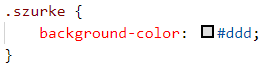 .szurke {
    background-color: #ddd;
}